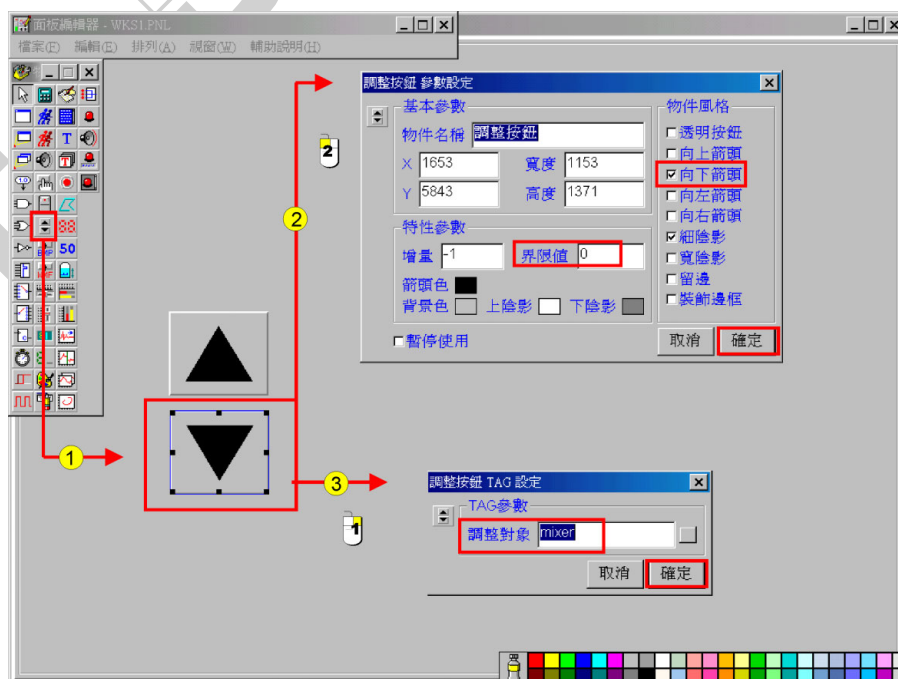 面板編輯器 - WKS1.PNL
檔案(F) 編輯(E) 排列(A) 視窗(W) 輔助說明(H)
T
T
1.0
88
50
1
2
2
調整按鈕 參數設定
基本參數
物件名稱 調整按鈕
X 1653 寬度 1153
Y 5843 高度 1371
特性參數
增量 -1 界限值 0
箭頭色
背景色 上陰影 下陰影
暫停使用
物件風格
透明按鈕
向上箭頭
向下箭頭
向左箭頭
向右箭頭
細陰影
寬陰影
留邊
裝飾邊框
取消 確定
3
1
調整按鈕 TAG 設定
TAG參數
調整對象 mixer
取消 確定